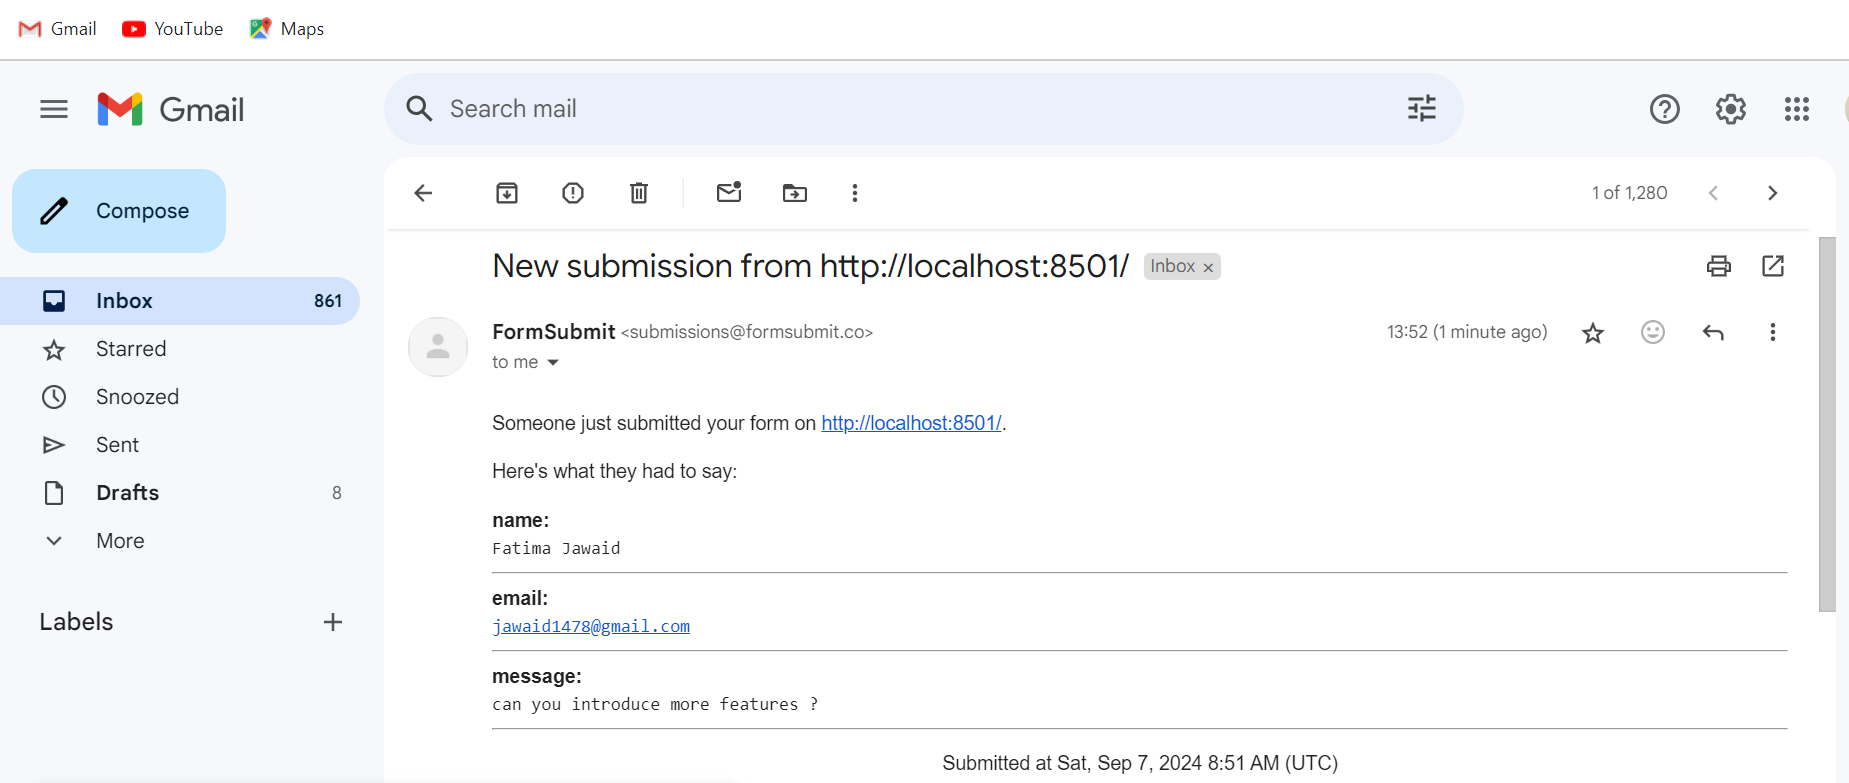 Gmail YouTube Maps
Gmail
Search mail
Compose
1 of 1,280
Inbox 861
Starred
Snoozed
Sent
Drafts 8
More
Labels
New submission from http://localhost:8501/ Inbox ×
FormSubmit <submissions@formsubmit.co> 13:52 (1 minute ago)
to me
Someone just submitted your form on http://localhost:8501/.
Here's what they had to say:
name:
Fatima Jawaid
email:
jawaid1478@gmail.com
message:
can you introduce more features ?
Submitted at Sat, Sep 7, 2024 8:51 AM (UTC)